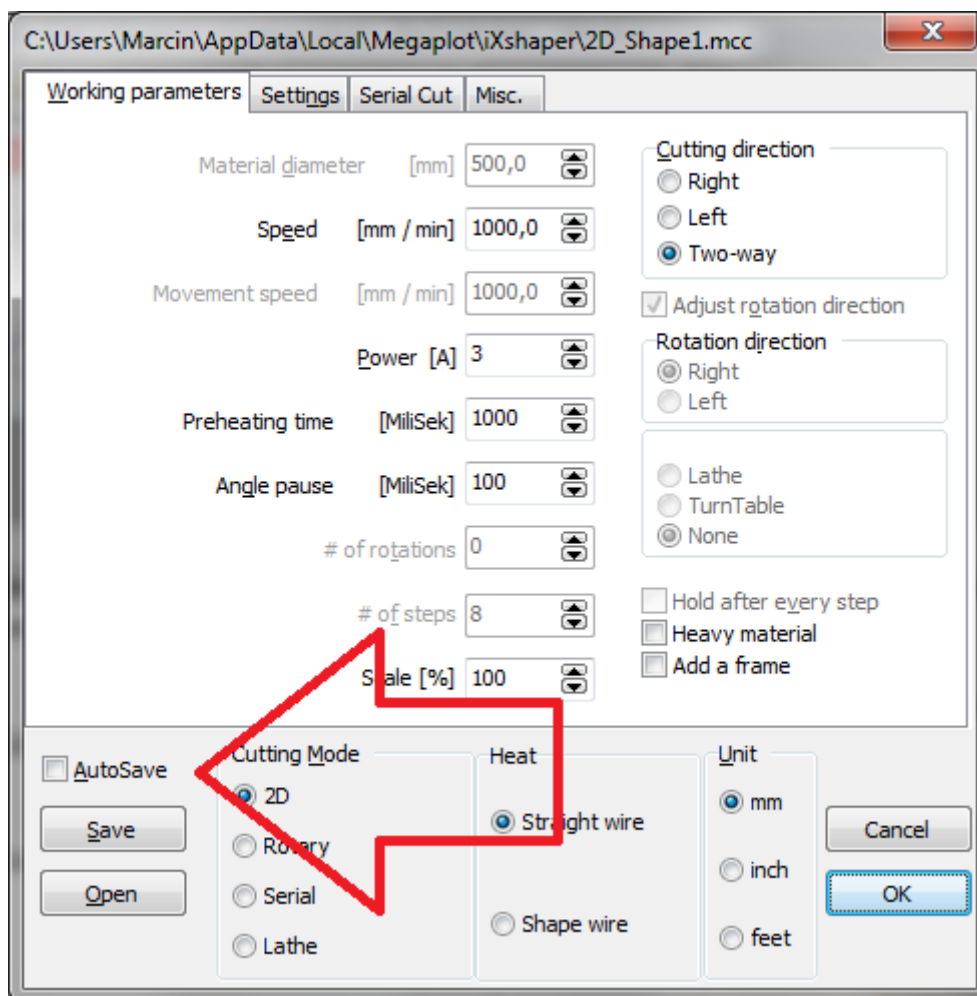 C:\Users\Marcin\AppData\Local\Megaplot\iXshaper\2D_Shape1.mcc
Working parameters Settings Serial Cut Misc.
Material diameter [mm] 500,0
Speed [mm / min] 1000,0
Movement speed [mm / min] 1000,0
Power [A] 3
Preheating time [MiliSek] 1000
Angle pause [MiliSek] 100
# of rotations 0
# of steps 8
Scale [%] 100
Cutting direction
Right
Left
Two-way
Adjust rotation direction
Rotation direction
Right
Left
Lathe
TurnTable
None
Hold after every step
Heavy material
Add a frame
AutoSave
Save
Open
Cutting Mode
2D
Rotary
Serial
Lathe
Heat
Straight wire
Shape wire
Unit
mm
inch
feet
Cancel
OK